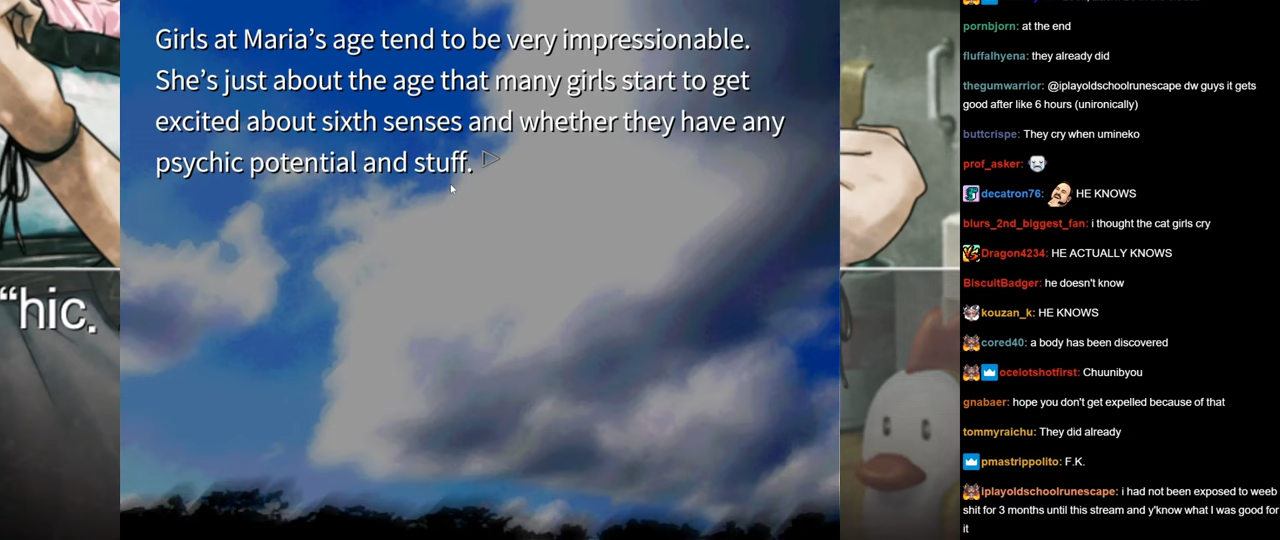 Girls at Maria’s age tend to be very impressionable.
She’s just about the age that many girls start to get
excited about sixth senses and whether they have any
psychic potential and stuff.
“hic.
pornbjorn: at the end
fluffalhyena: they already did
thegumwarrior: @iplayoldschoolrunescape dw guys it gets
good after like 6 hours (unironically)
buttcrispe: They cry when umineko
prof_asker:
decatron76: HE KNOWS
blurs_2nd_biggest_fan: i thought the cat girls cry
Dragon4234: HE ACTUALLY KNOWS
BiscuitBadger: he doesn't know
kouzan_k: HE KNOWS
cored40: a body has been discovered
ocelotshotfirst: Chuunibyou
gnabaer: hope you don't get expelled because of that
tommyraichu: They did already
pmastrippolito: F.K.
iplayoldschoolrunescape: i had not been exposed to weeb
shit for 3 months until this stream and y'know what I was good for
it